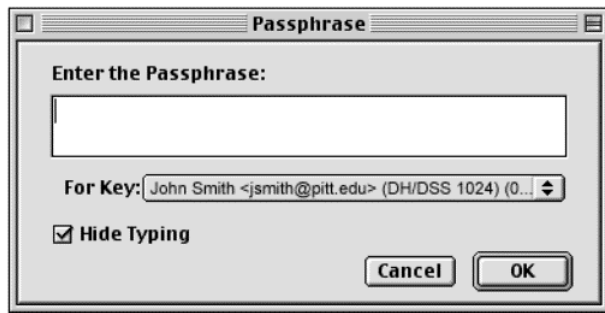 Passphrase
Enter the Passphrase:
For Key: John Smith <jsmith@pitt.edu> (DH/DSS 1024) (0...
Hide Typing
Cancel OK